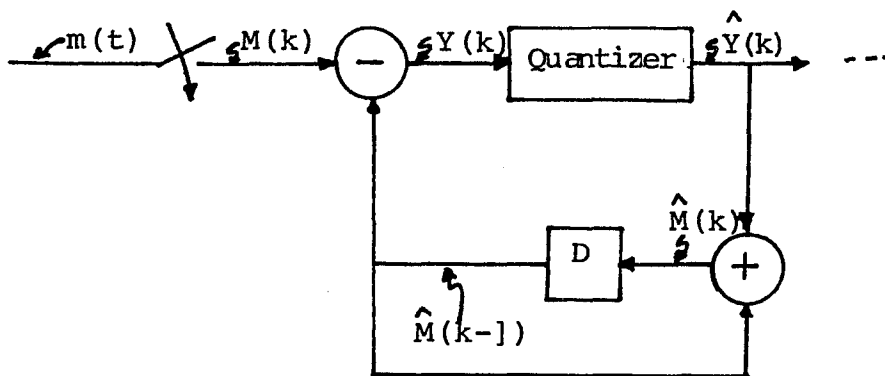 m(t)
M(k)
−
Y(k)
Quantizer
Ŷ(k)
---
M̂(k)
D
+
M̂(k-])